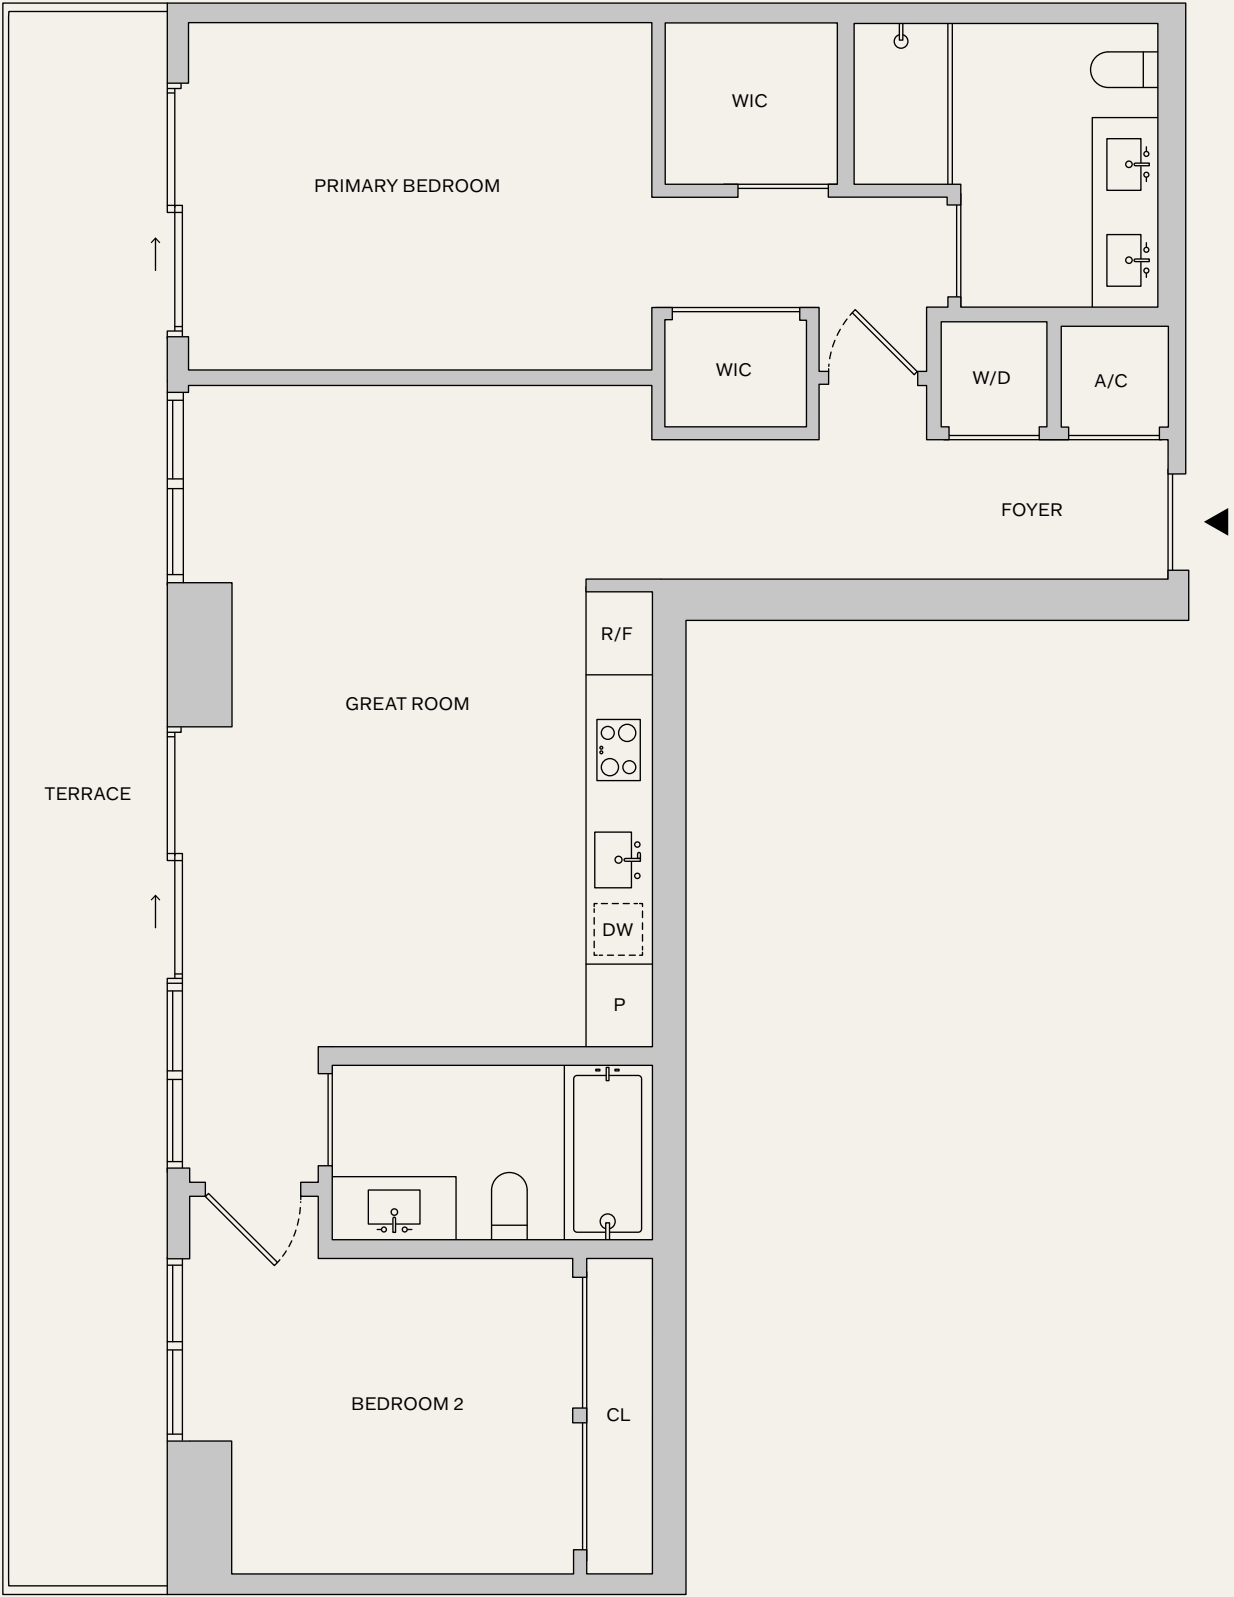 WIC
PRIMARY BEDROOM
WIC
W/D
A/C
FOYER
R/F
GREAT ROOM
TERRACE
DW
P
BEDROOM 2
CL